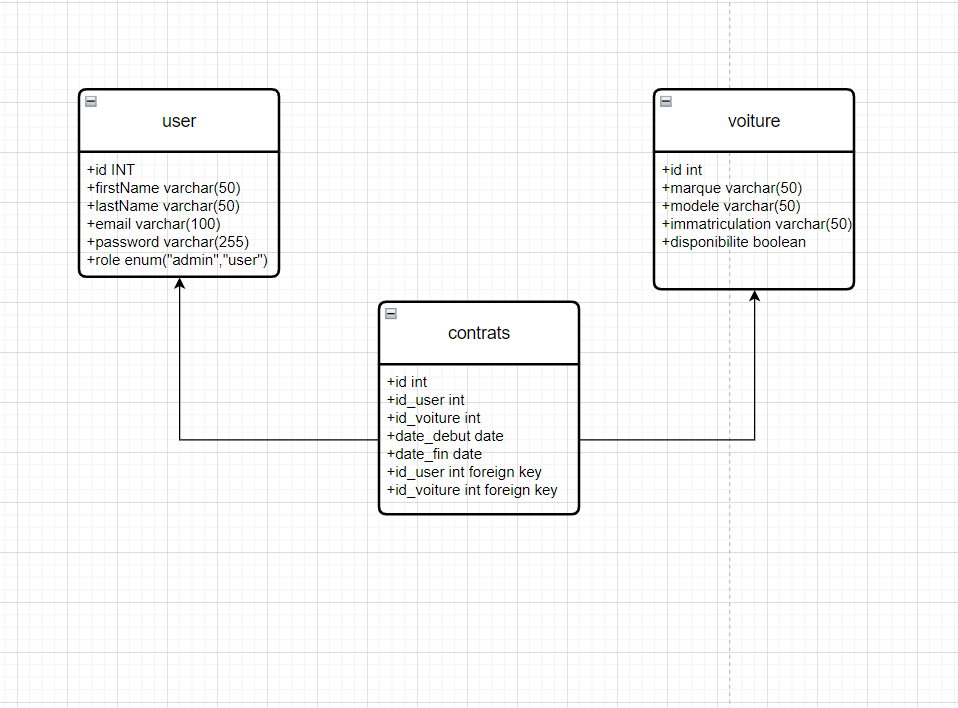 user
+id INT
+firstName varchar(50)
+lastName varchar(50)
+email varchar(100)
+password varchar(255)
+role enum("admin","user")
voiture
+id int
+marque varchar(50)
+modele varchar(50)
+immatriculation varchar(50)
+disponibilite boolean
contrats
+id int
+id_user int
+id_voiture int
+date_debut date
+date_fin date
+id_user int foreign key
+id_voiture int foreign key